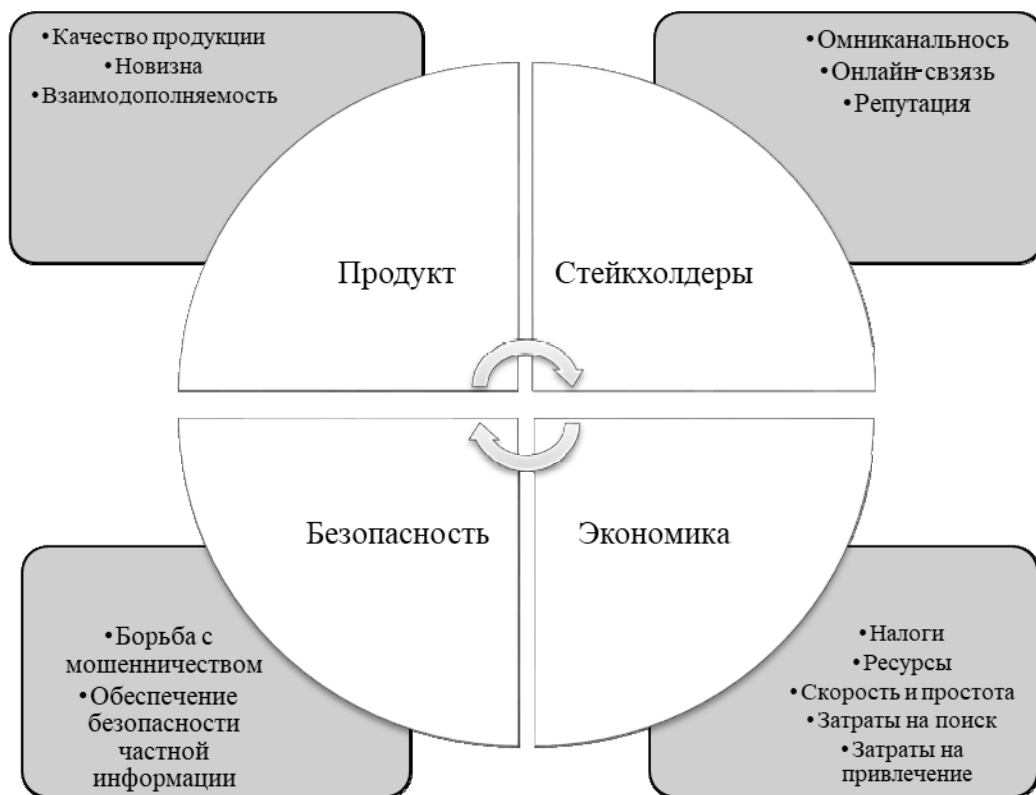 •Качество продукции
•Новизна
•Взаимодополняемость
•Омниканальнось
•Онлайн-свзязь
•Репутация
Продукт
Стейкхолдеры
Безопасность
Экономика
•Борьба с
мошенничеством
•Обеспечение
безопасности
частной
информации
•Налоги
•Ресурсы
•Скорость и простота
•Затраты на поиск
•Затраты на
привлечение